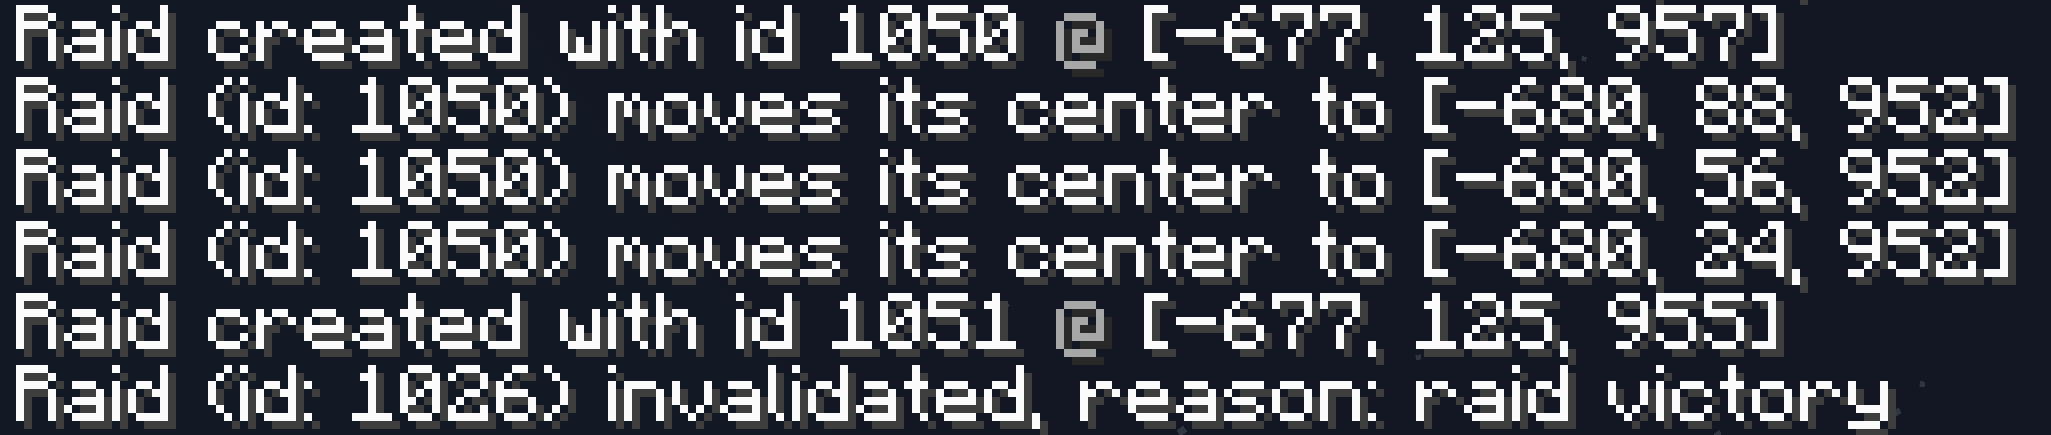 Raid created with id 1050 @ [-677, 125, 957]
Raid (id: 1050) moves its center to [-680, 88, 952]
Raid (id: 1050) moves its center to [-680, 56, 952]
Raid (id: 1050) moves its center to [-680, 24, 952]
Raid created with id 1051 @ [-677, 125, 955]
Raid (id: 1026) invalidated, reason: raid victory